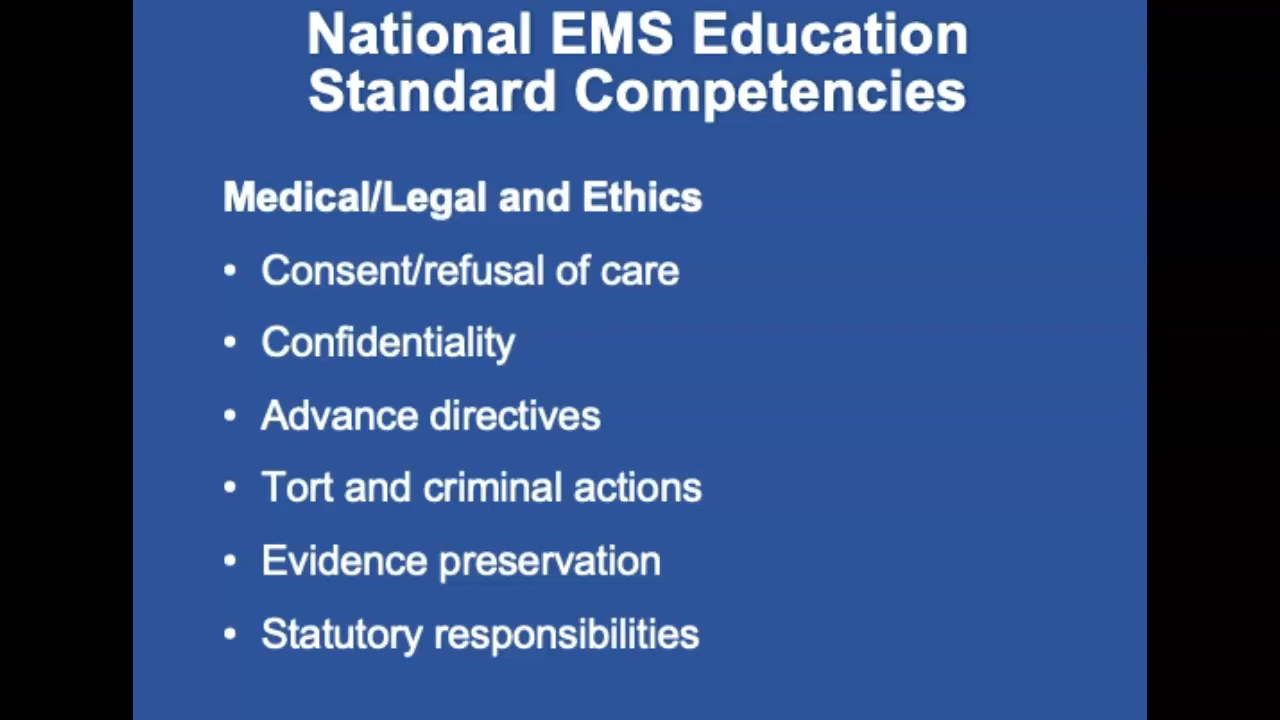 National EMS Education
Standard Competencies
Medical/Legal and Ethics
• Consent/refusal of care
• Confidentiality
• Advance directives
• Tort and criminal actions
• Evidence preservation
• Statutory responsibilities